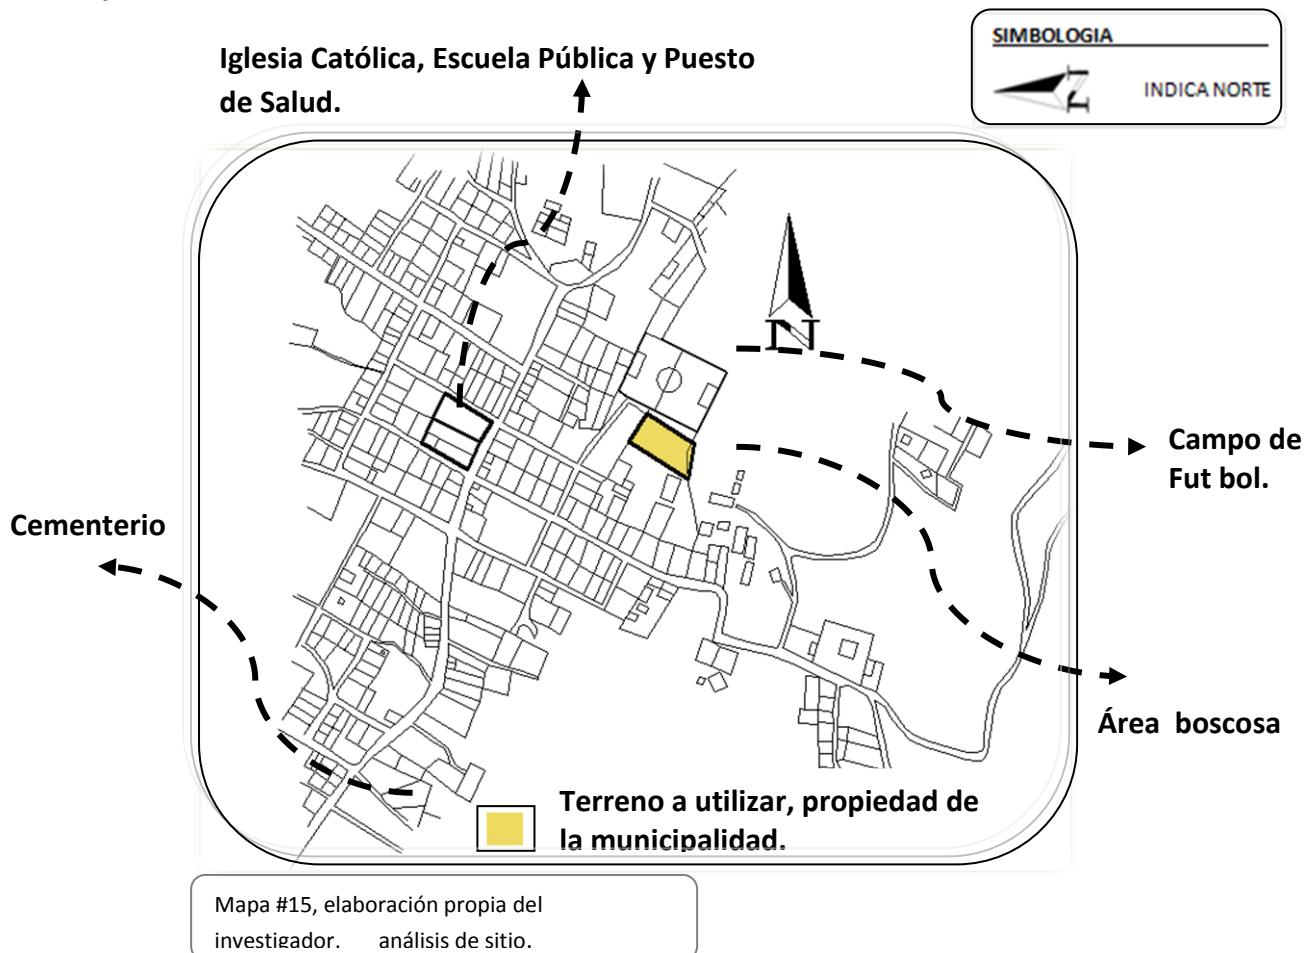 SIMBOLOGIA
N
INDICA NORTE
Iglesia Católica, Escuela Pública y Puesto
de Salud.
N
Campo de
Fut bol.
Cementerio
Área boscosa
Terreno a utilizar, propiedad de
la municipalidad.
Mapa #15, elaboración propia del
investigador. análisis de sitio.